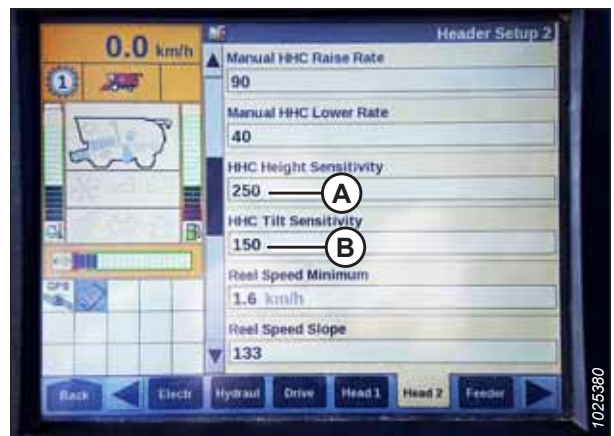 0.0 km/h
Header Setup 2
1
Manual HHC Raise Rate
90
Manual HHC Lower Rate
40
HHC Height Sensitivity
250
A
HHC Tilt Sensitivity
150
B
Reel Speed Minimum
1.6 km/h
GPS
Reel Speed Slope
133
Back
Electr
Hydraul
Drive
Head 1
Head 2
Feeder
1025380